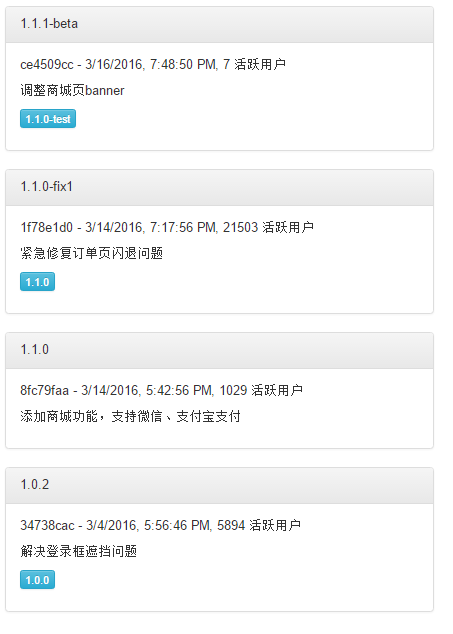 1.1.1-beta
ce4509cc - 3/16/2016, 7:48:50 PM, 7 活跃用户
调整商城页banner
1.1.0-test
1.1.0-fix1
1f78e1d0 - 3/14/2016, 7:17:56 PM, 21503 活跃用户
紧急修复订单页闪退问题
1.1.0
1.1.0
8fc79faa - 3/14/2016, 5:42:56 PM, 1029 活跃用户
添加商城功能，支持微信、支付宝支付
1.0.2
34738cac - 3/4/2016, 5:56:46 PM, 5894 活跃用户
解决登录框遮挡问题
1.0.0